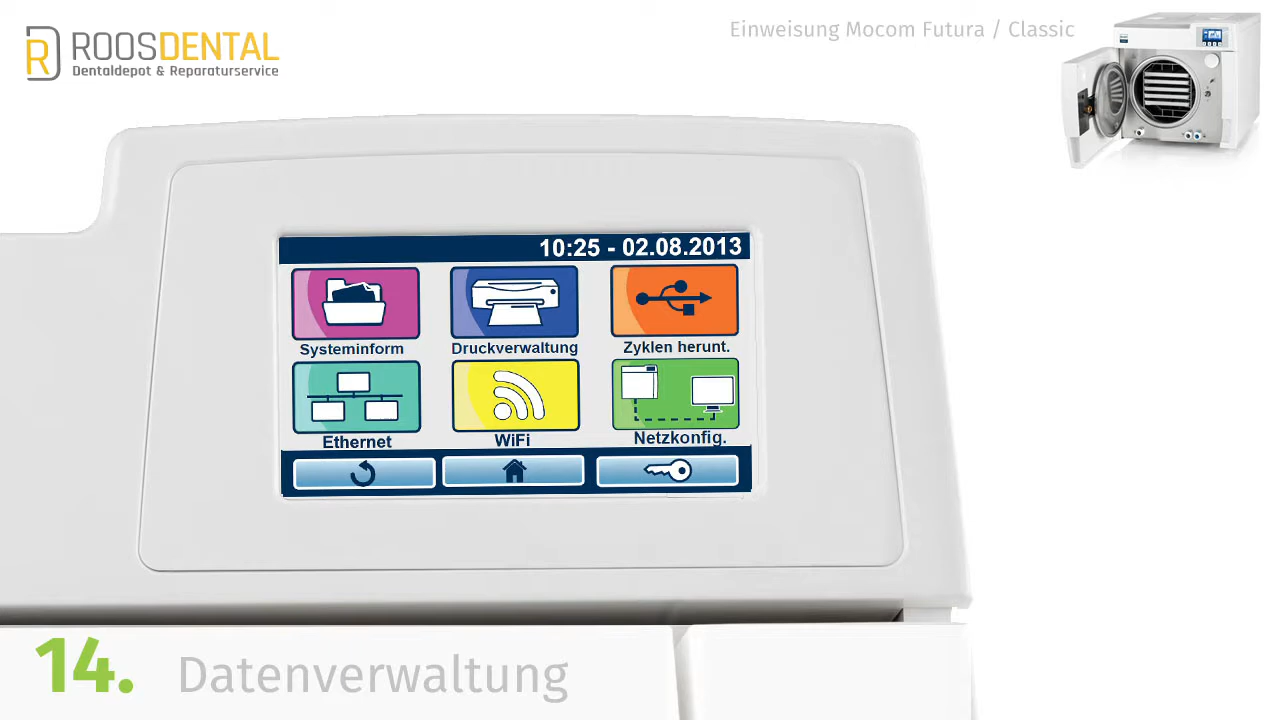 ROOSDENTAL
Dentaldepot & Reparaturservice
Einweisung Mocom Futura / Classic
10:25 - 02.08.2013
Systeminform
Druckverwaltung
Zyklen herunt.
Ethernet
WiFi
Netzkonfig.
14. Datenverwaltung